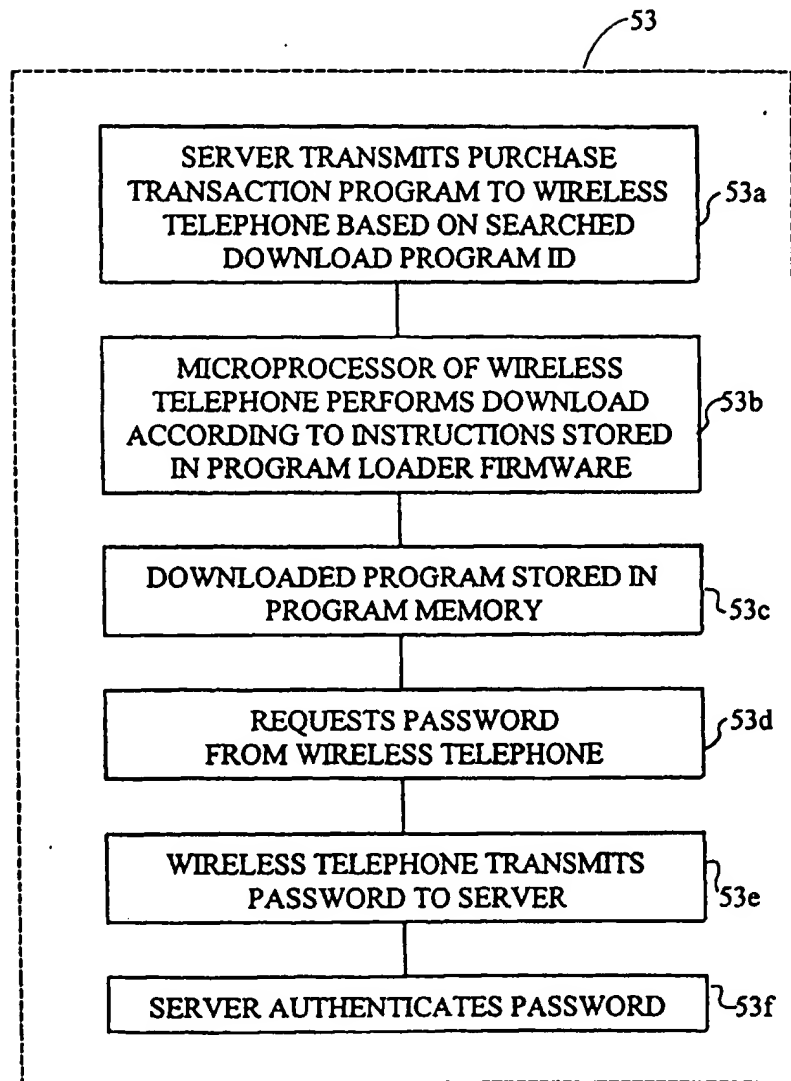 53
SERVER TRANSMITS PURCHASE
TRANSACTION PROGRAM TO WIRELESS
TELEPHONE BASED ON SEARCHED
DOWNLOAD PROGRAM ID
53a
MICROPROCESSOR OF WIRELESS
TELEPHONE PERFORMS DOWNLOAD
ACCORDING TO INSTRUCTIONS STORED
IN PROGRAM LOADER FIRMWARE
53b
DOWNLOADED PROGRAM STORED IN
PROGRAM MEMORY
53c
REQUESTS PASSWORD
FROM WIRELESS TELEPHONE
53d
WIRELESS TELEPHONE TRANSMITS
PASSWORD TO SERVER
53e
SERVER AUTHENTICATES PASSWORD
53f